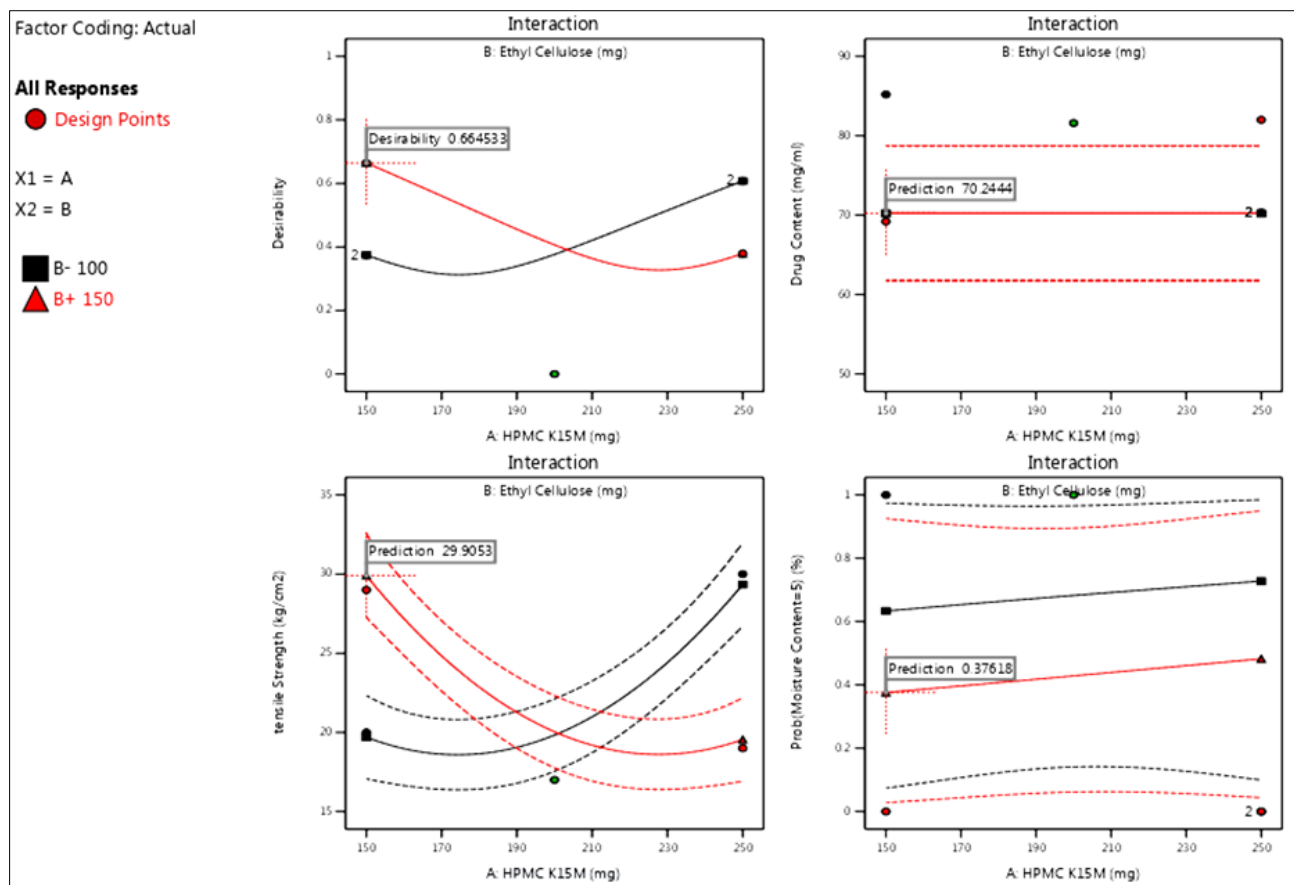 Factor Coding: Actual
All Responses
Design Points
X1 = A
X2 = B
B- 100
B+ 150
Interaction
B: Ethyl Cellulose (mg)
Desirability
1
0.8
0.6
0.4
0.2
0
Desirability 0.664533
2
2
150
170
190
210
230
250
A: HPMC K15M (mg)
Interaction
B: Ethyl Cellulose (mg)
Drug Content (mg/ml)
90
80
70
60
50
Prediction 70.2444
2
150
170
190
210
230
250
A: HPMC K15M (mg)
Interaction
B: Ethyl Cellulose (mg)
tensile Strength (kg/cm2)
35
30
25
20
15
Prediction 29.9053
150
170
190
210
230
250
A: HPMC K15M (mg)
Interaction
B: Ethyl Cellulose (mg)
Prob(Moisture Content=5) (%)
1
0.8
0.6
0.4
0.2
0
Prediction 0.37618
2
150
170
190
210
230
250
A: HPMC K15M (mg)